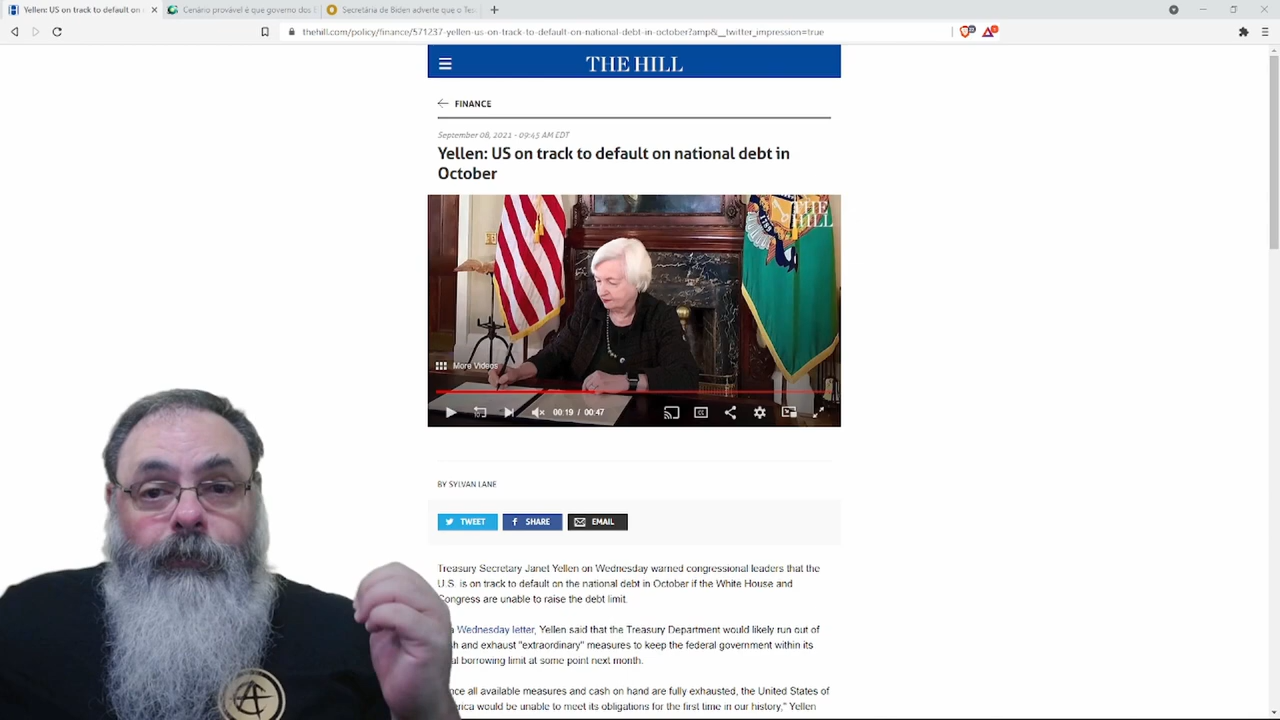 Yellen: US on track to default on
Cenário provável é que governo dos
Secretária de Biden adverte que o Tes
thehill.com/policy/finance/571237-yellen-us-on-track-to-default-on-national-debt-in-october?amp&__twitter_impression=true
THE HILL
FINANCE
September 08, 2021 - 09:45 AM EDT
Yellen: US on track to default on national debt in
October
THE
HILL
More Videos
00:19 / 00:47
BY SYLVAN LANE
TWEET
SHARE
EMAIL
Treasury Secretary Janet Yellen on Wednesday warned congressional leaders that the
U.S. is on track to default on the national debt in October if the White House and
Congress are unable to raise the debt limit.
Wednesday letter, Yellen said that the Treasury Department would likely run out of
and exhaust "extraordinary" measures to keep the federal government within its
borrowing limit at some point next month.
all available measures and cash on hand are fully exhausted, the United States of
would be unable to meet its obligations for the first time in our history," Yellen